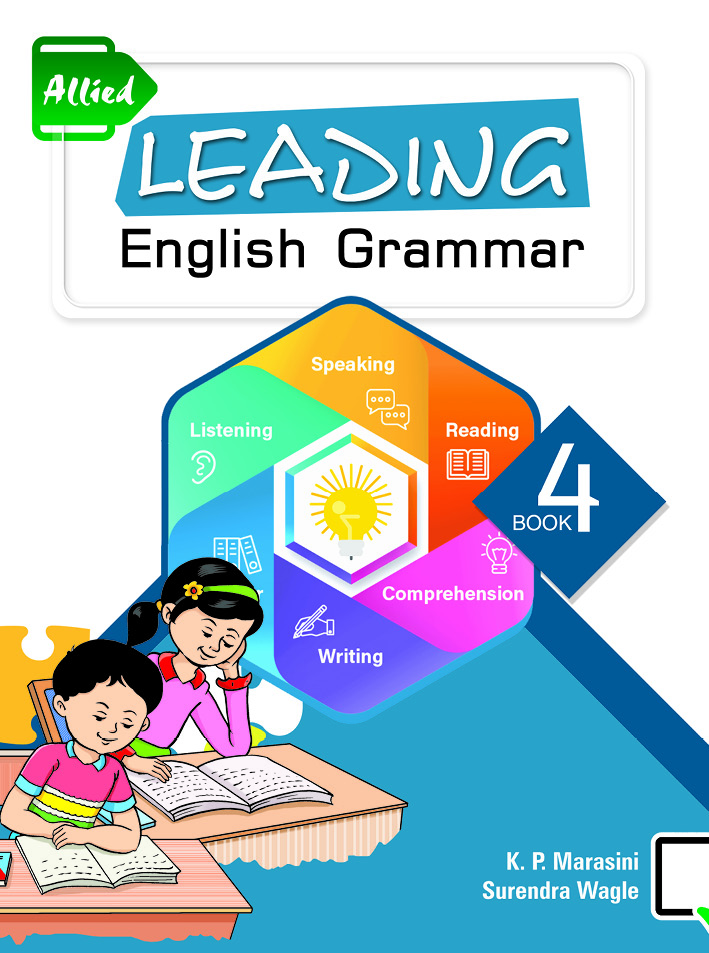 Allied
LEADING
English Grammar
Speaking
Listening
Reading
BOOK 4
Comprehension
Writing
K. P. Marasini
Surendra Wagle